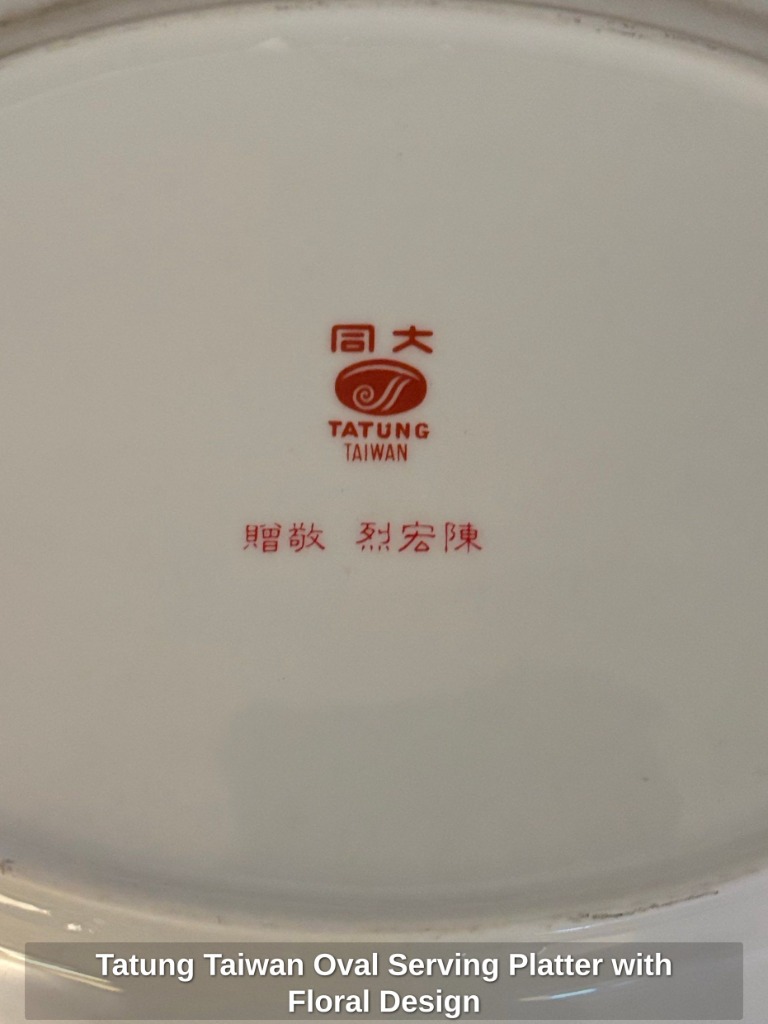 大同
TATUNG
TAIWAN
陳宏烈 敬贈
Tatung Taiwan Oval Serving Platter with
Floral Design